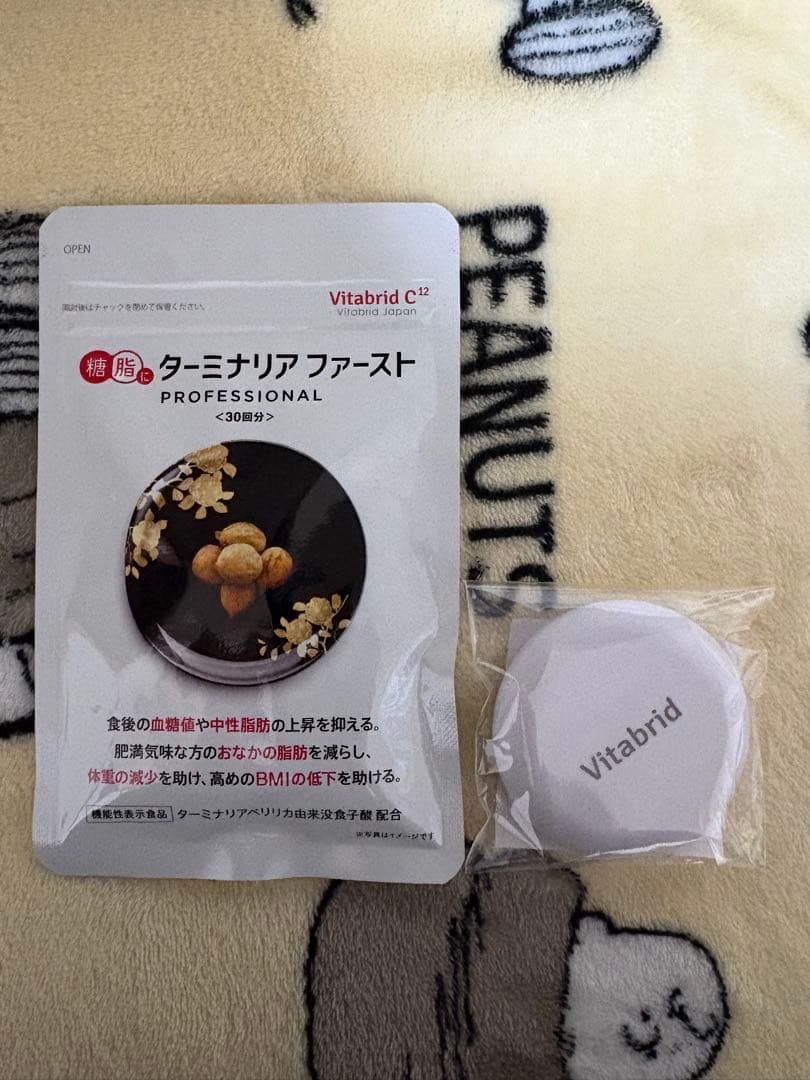 OPEN
開封後はチャックを閉めて保管ください。
Vitabrid C12
Vitabrid Japan
糖 脂 に ターミナリア ファースト
PROFESSIONAL
<30回分>
食後の血糖値や中性脂肪の上昇を抑える。
肥満気味な方のおなかの脂肪を減らし、
体重の減少を助け、高めのBMIの低下を助ける。
機能性表示食品 ターミナリアベリリカ由来没食子酸 配合
※写真はイメージです
PEANUTS
Vitabrid